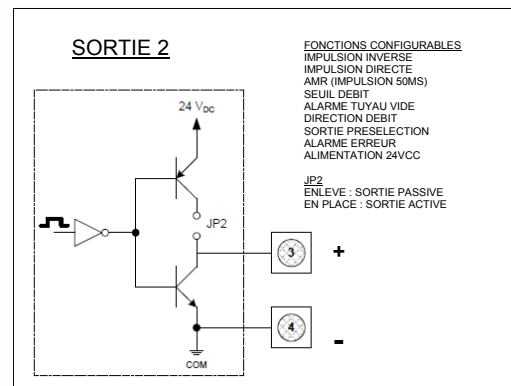 SORTIE 2
FONCTIONS CONFIGURABLES
IMPULSION INVERSE
IMPULSION DIRECTE
AMR (IMPULSION 50MS)
SEUIL DEBIT
ALARME TUYAU VIDE
DIRECTION DEBIT
SORTIE PRESELECTION
ALARME ERREUR
ALIMENTATION 24VCC
JP2
ENLEVE : SORTIE PASSIVE
EN PLACE : SORTIE ACTIVE
24 VDC
JP2
3 +
4 -
COM